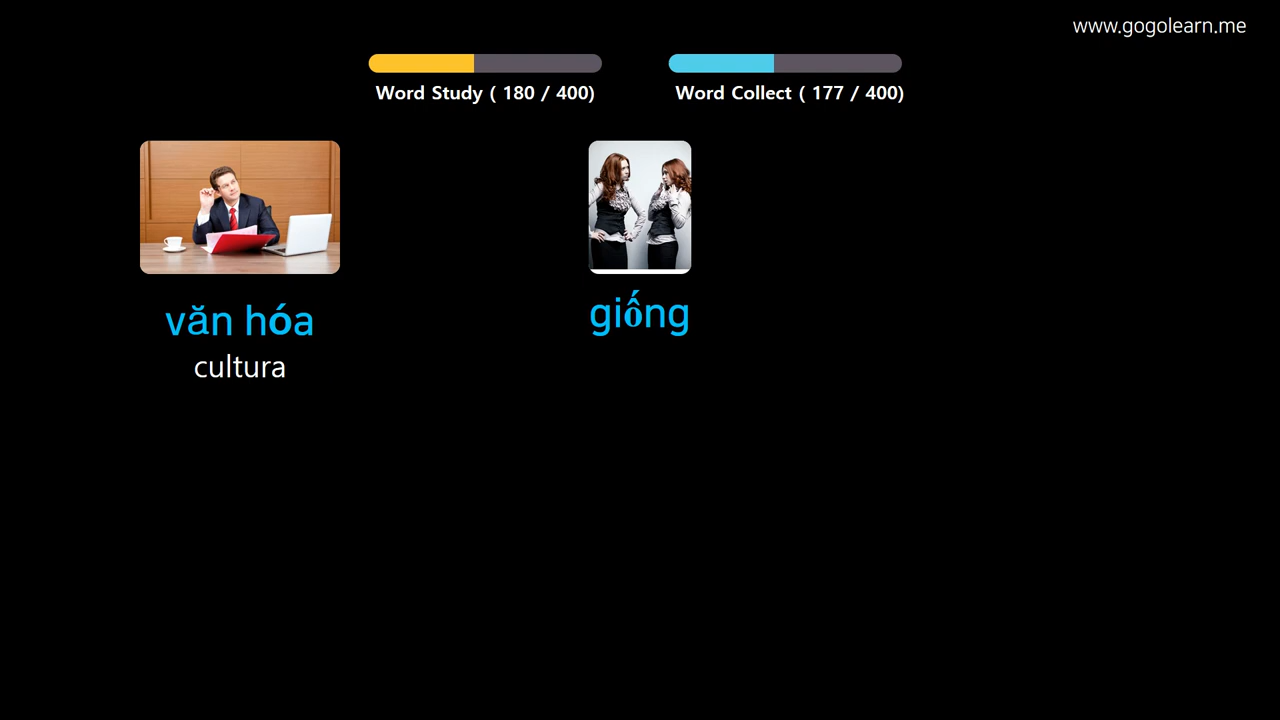 www.gogolearn.me
Word Study ( 180 / 400)
Word Collect ( 177 / 400)
văn hóa
cultura
giống